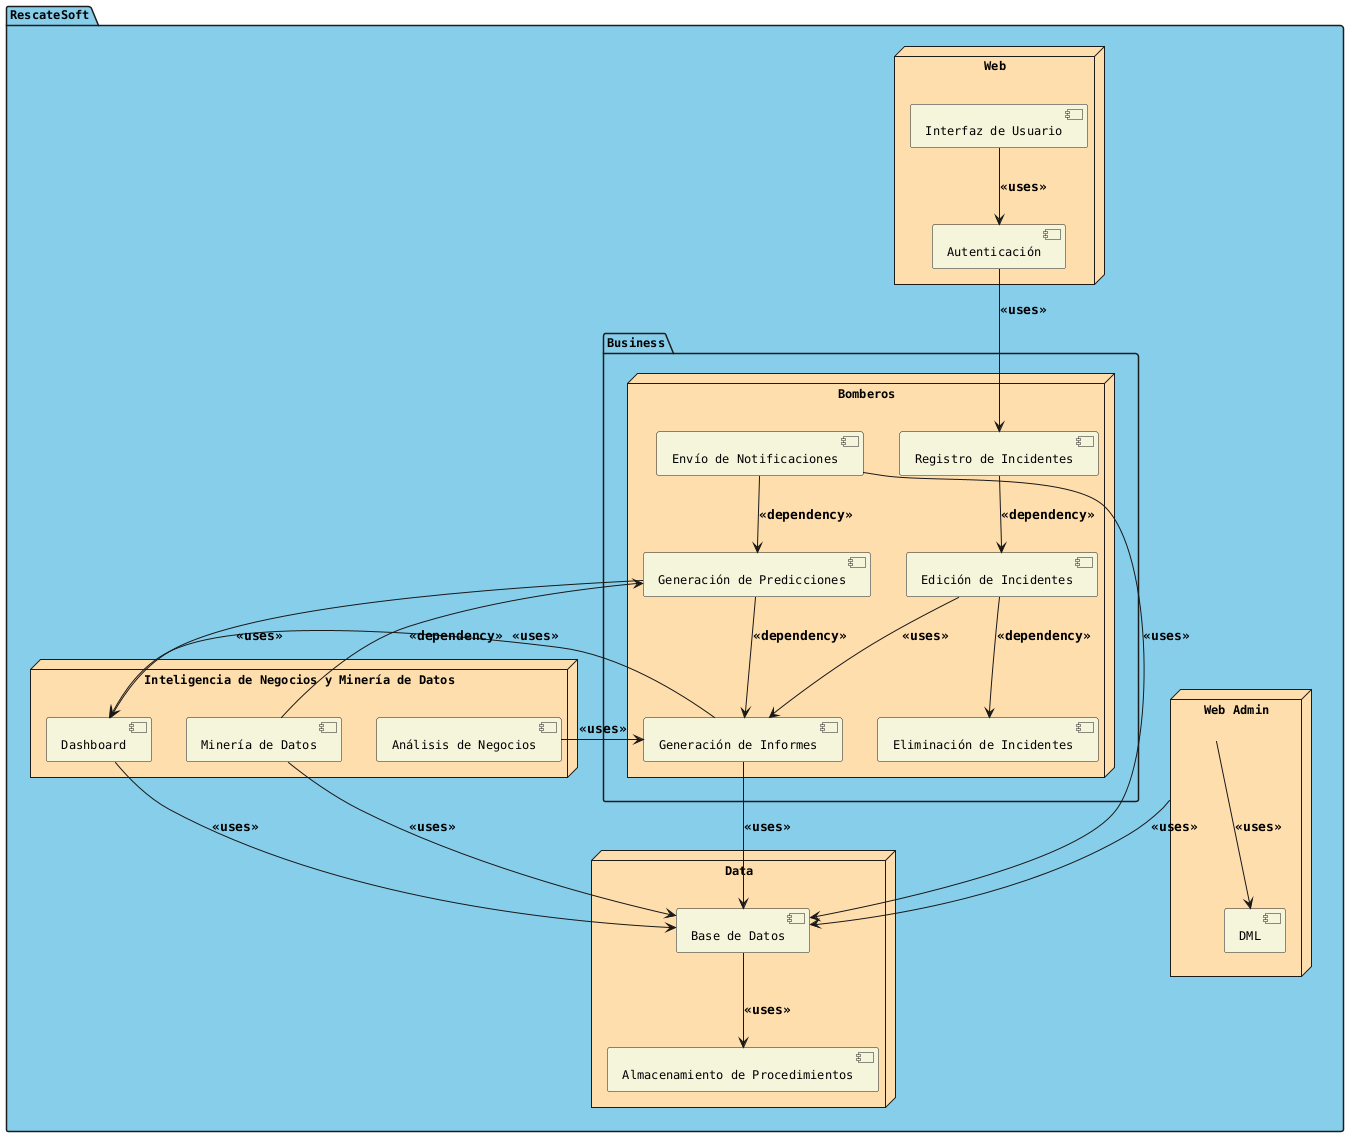 RescateSoft
Web
Interfaz de Usuario
«uses»
Autenticación
«uses»
Business
Bomberos
Envío de Notificaciones
Registro de Incidentes
«dependency»
«dependency»
Generación de Predicciones
Edición de Incidentes
«uses»
«dependency»
«uses»
«dependency»
«uses»
«dependency»
«uses»
Inteligencia de Negocios y Minería de Datos
Web Admin
Dashboard
Minería de Datos
Análisis de Negocios
«uses»
Generación de Informes
Eliminación de Incidentes
«uses»
«uses»
«uses»
«uses»
«uses»
Data
Base de Datos
DML
«uses»
Almacenamiento de Procedimientos